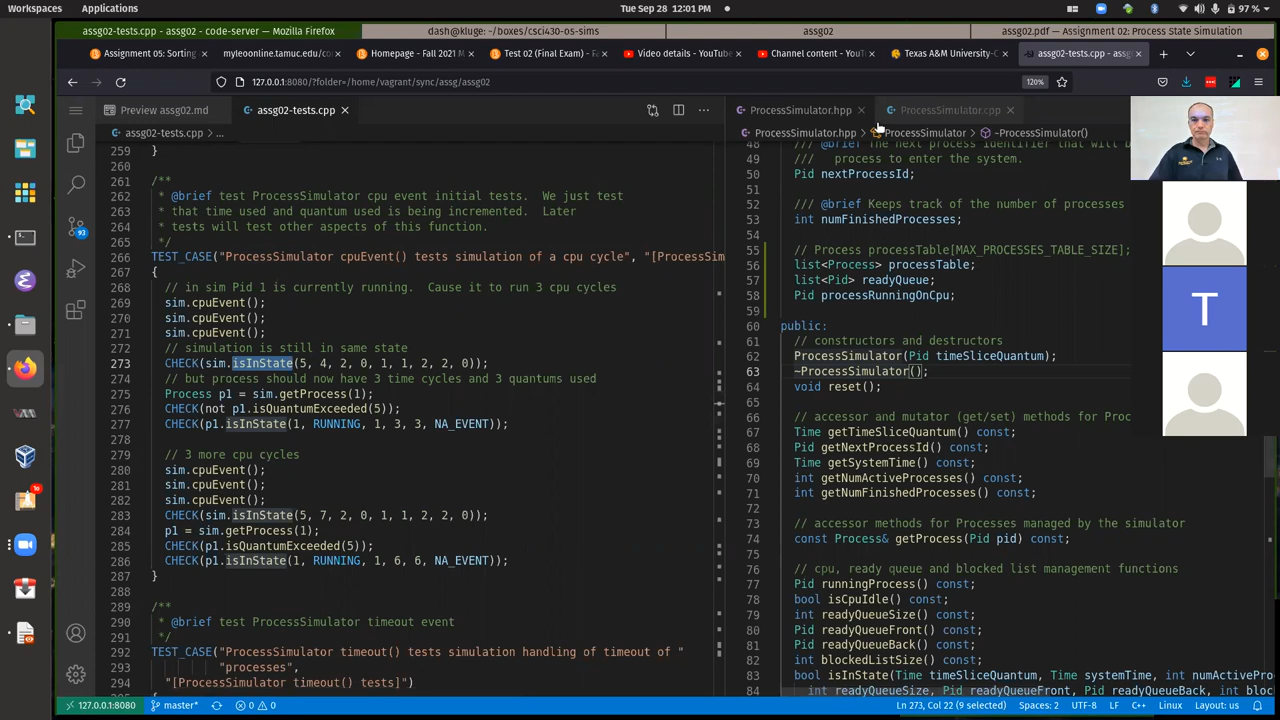 Workspaces
Applications
Tue Sep 28 12:01 PM
97 %
assg02-tests.cpp - assg02 - code-server — Mozilla Firefox
dash@kluge: ~/boxes/csci430-os-sims
assg02
assg02.pdf — Assignment 02: Process State Simulation
Assignment 05: Sorting
myleoonline.tamuc.edu/co
Homepage - Fall 2021 M
Test 02 (Final Exam) - Fa
Video details - YouTube
Channel content - YouTu
Texas A&M University-C
assg02-tests.cpp - assg
127.0.0.1:8080/?folder=/home/vagrant/sync/assg/assg02
120%
Preview assg02.md
assg02-tests.cpp
ProcessSimulator.hpp
ProcessSimulator.cpp
assg02-tests.cpp > ...
ProcessSimulator.hpp > ProcessSimulator > ~ProcessSimulator()
259 }
260
261 /**
262 * @brief test ProcessSimulator cpu event initial tests.  We just test
263 * that time used and quantum used is being incremented.  Later
264 * tests will test other aspects of this function.
265 */
266 TEST_CASE("ProcessSimulator cpuEvent() tests simulation of a cpu cycle", "[ProcessSim
267 {
268 // in sim Pid 1 is currently running.  Cause it to run 3 cpu cycles
269 sim.cpuEvent();
270 sim.cpuEvent();
271 sim.cpuEvent();
272 // simulation is still in same state
273 CHECK(sim.isInState(5, 4, 2, 0, 1, 1, 2, 2, 0));
274 // but process should now have 3 time cycles and 3 quantums used
275 Process p1 = sim.getProcess(1);
276 CHECK(not p1.isQuantumExceeded(5));
277 CHECK(p1.isInState(1, RUNNING, 1, 3, 3, NA_EVENT));
278
279 // 3 more cpu cycles
280 sim.cpuEvent();
281 sim.cpuEvent();
282 sim.cpuEvent();
283 CHECK(sim.isInState(5, 7, 2, 0, 1, 1, 2, 2, 0));
284 p1 = sim.getProcess(1);
285 CHECK(p1.isQuantumExceeded(5));
286 CHECK(p1.isInState(1, RUNNING, 1, 6, 6, NA_EVENT));
287 }
288
289 /**
290 * @brief test ProcessSimulator timeout event
291 */
292 TEST_CASE("ProcessSimulator timeout() tests simulation handling of timeout of "
293 "processes",
294 "[ProcessSimulator timeout() tests]")
48 /// @brief The next process identifier that will b
49 ///   process to enter the system.
50 Pid nextProcessId;
51
52 /// @brief Keeps track of the number of processes
53 int numFinishedProcesses;
54
55 // Process processTable[MAX_PROCESSES_TABLE_SIZE];
56 list<Process> processTable;
57 list<Pid> readyQueue;
58 Pid processRunningOnCpu;
59
60 public:
61 // constructors and destructors
62 ProcessSimulator(Pid timeSliceQuantum);
63 ~ProcessSimulator();
64 void reset();
65
66 // accessor and mutator (get/set) methods for Proc
67 Time getTimeSliceQuantum() const;
68 Pid getNextProcessId() const;
69 Time getSystemTime() const;
70 int getNumActiveProcesses() const;
71 int getNumFinishedProcesses() const;
72
73 // accessor methods for Processes managed by the simulator
74 const Process& getProcess(Pid pid) const;
75
76 // cpu, ready queue and blocked list management functions
77 Pid runningProcess() const;
78 bool isCpuIdle() const;
79 int readyQueueSize() const;
80 Pid readyQueueFront() const;
81 Pid readyQueueBack() const;
82 int blockedListSize() const;
83 bool isInState(Time timeSliceQuantum, Time systemTime, int numActivePro
84 int readyQueueSize, Pid readyQueueFront, Pid readyQueueBack, int
T
93
127.0.0.1:8080
master*
0
0
Ln 273, Col 22 (9 selected)
Spaces: 2
UTF-8
LF
C++
Linux
Layout: us